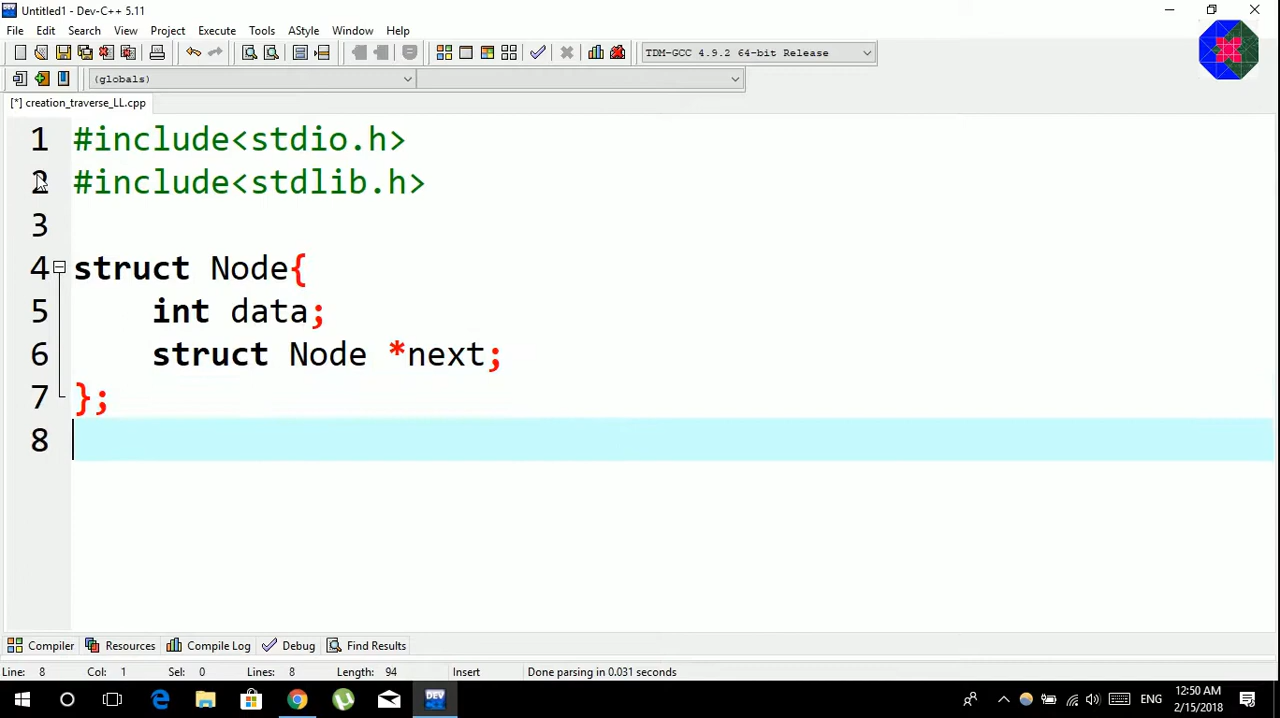 Untitled1 - Dev-C++ 5.11
File Edit Search View Project Execute Tools AStyle Window Help
TDM-GCC 4.9.2 64-bit Release
(globals)
[*] creation_traverse_LL.cpp
1 #include<stdio.h>
2 #include<stdlib.h>
3
4 struct Node{
5 int data;
6 struct Node *next;
7 };
8
Compiler Resources Compile Log Debug Find Results
Line: 8 Col: 1 Sel: 0 Lines: 8 Length: 94 Insert Done parsing in 0.031 seconds
DEV
ENG
12:50 AM
2/15/2018